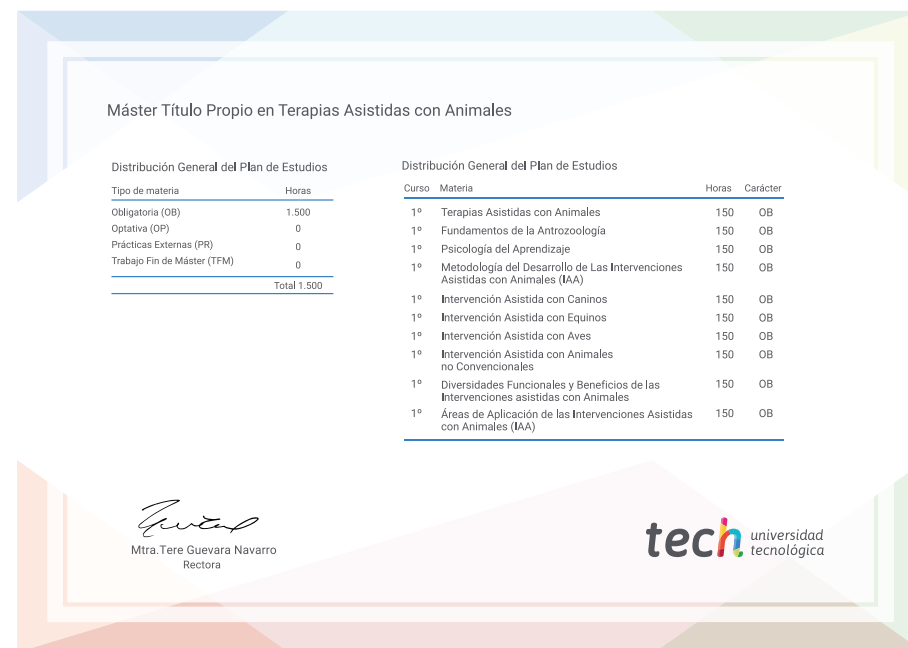 Máster Título Propio en Terapias Asistidas con Animales
Distribución General del Plan de Estudios
Tipo de materia Horas
Obligatoria (OB) 1.500
Optativa (OP) 0
Prácticas Externas (PR) 0
Trabajo Fin de Máster (TFM) 0
Total 1.500
Distribución General del Plan de Estudios
Curso Materia Horas Carácter
1º Terapias Asistidas con Animales 150 OB
1º Fundamentos de la Antrozoología 150 OB
1º Psicología del Aprendizaje 150 OB
1º Metodología del Desarrollo de Las Intervenciones 150 OB
Asistidas con Animales (IAA)
1º Intervención Asistida con Caninos 150 OB
1º Intervención Asistida con Equinos 150 OB
1º Intervención Asistida con Aves 150 OB
1º Intervención Asistida con Animales 150 OB
no Convencionales
1º Diversidades Funcionales y Beneficios de las 150 OB
Intervenciones asistidas con Animales
1º Áreas de Aplicación de las Intervenciones Asistidas 150 OB
con Animales (IAA)
Mtra.Tere Guevara Navarro
Rectora
tech universidad
tecnológica